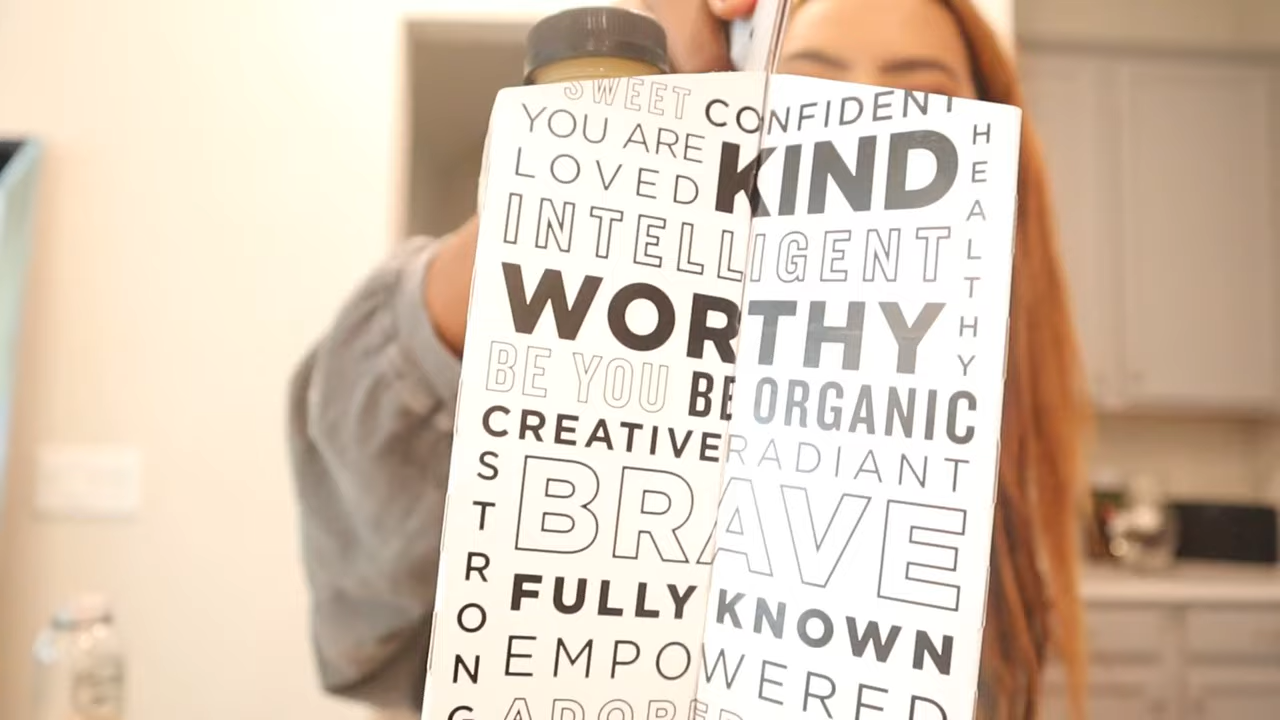 SWEET CONFIDENT
YOU ARE
LOVED
KIND
HEALTHY
INTELLIGENT
WORTHY
BE YOU BE ORGANIC
CREATIVE RADIANT
STRONG
BRAVE
FULLY KNOWN
EMPOWERED
ADORED